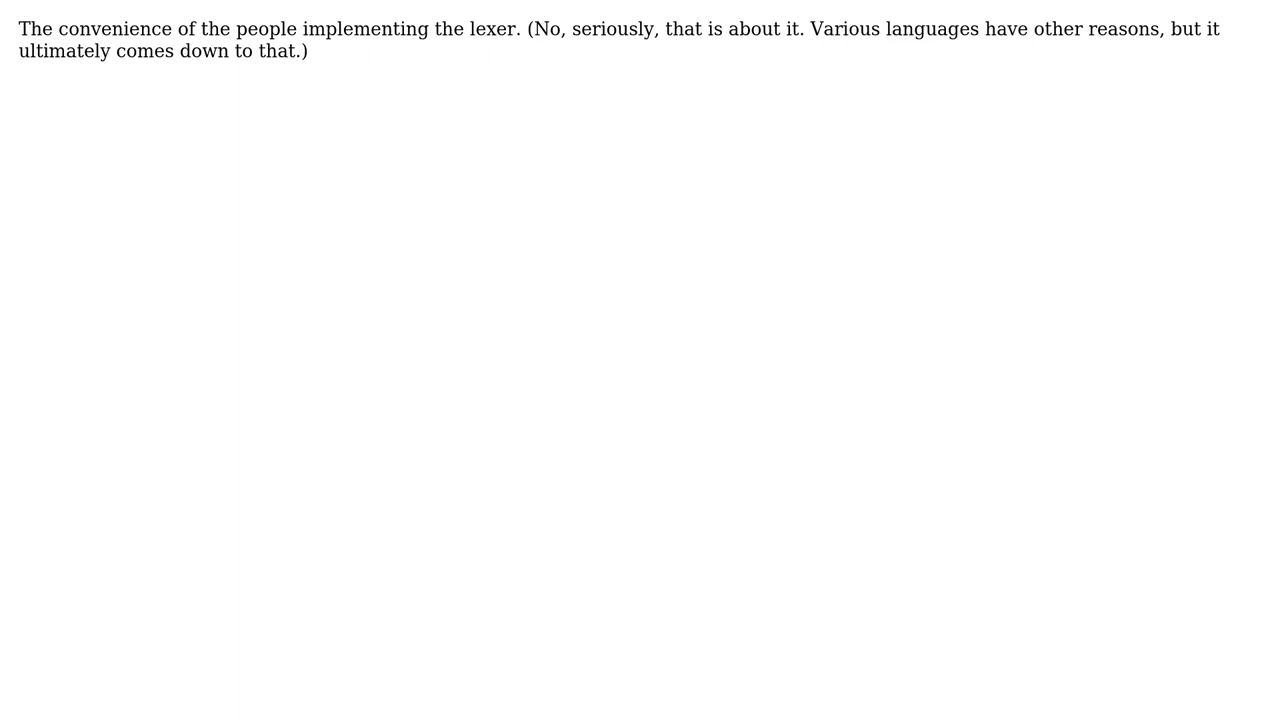 The convenience of the people implementing the lexer. (No, seriously, that is about it. Various languages have other reasons, but it
ultimately comes down to that.)